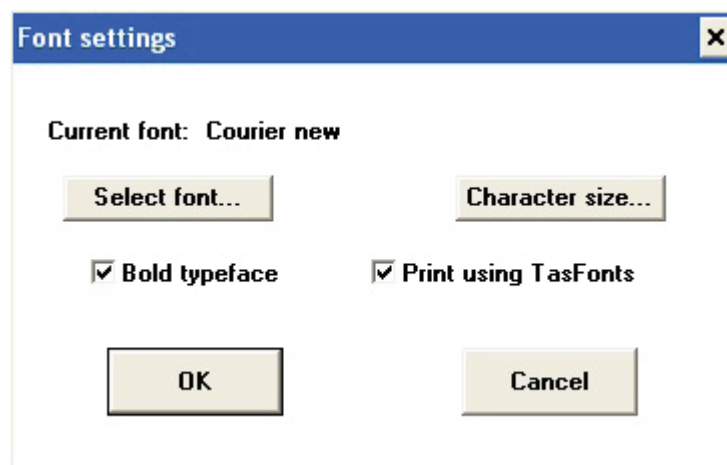 Font settings
Current font: Courier new
Select font... Character size...
Bold typeface Print using TasFonts
OK Cancel